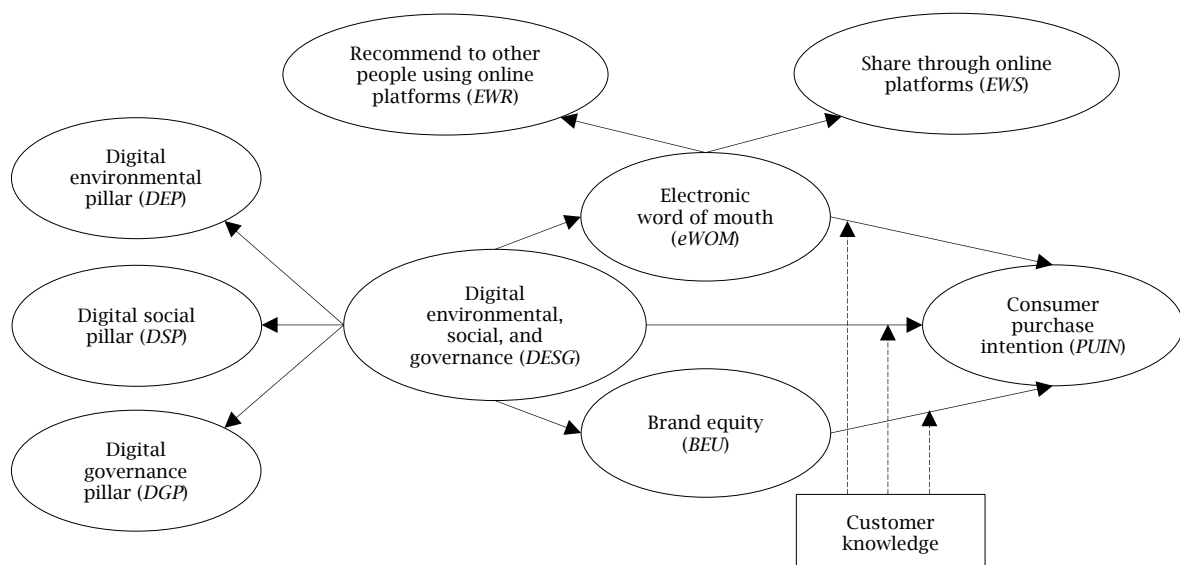 Recommend to other
people using online
platforms (EWR)
Share through online
platforms (EWS)
Digital
environmental
pillar (DEP)
Electronic
word of mouth
(eWOM)
Digital social
pillar (DSP)
Digital
environmental,
social, and
governance (DESG)
Consumer
purchase
intention (PUIN)
Brand equity
(BEU)
Digital
governance
pillar (DGP)
Customer
knowledge